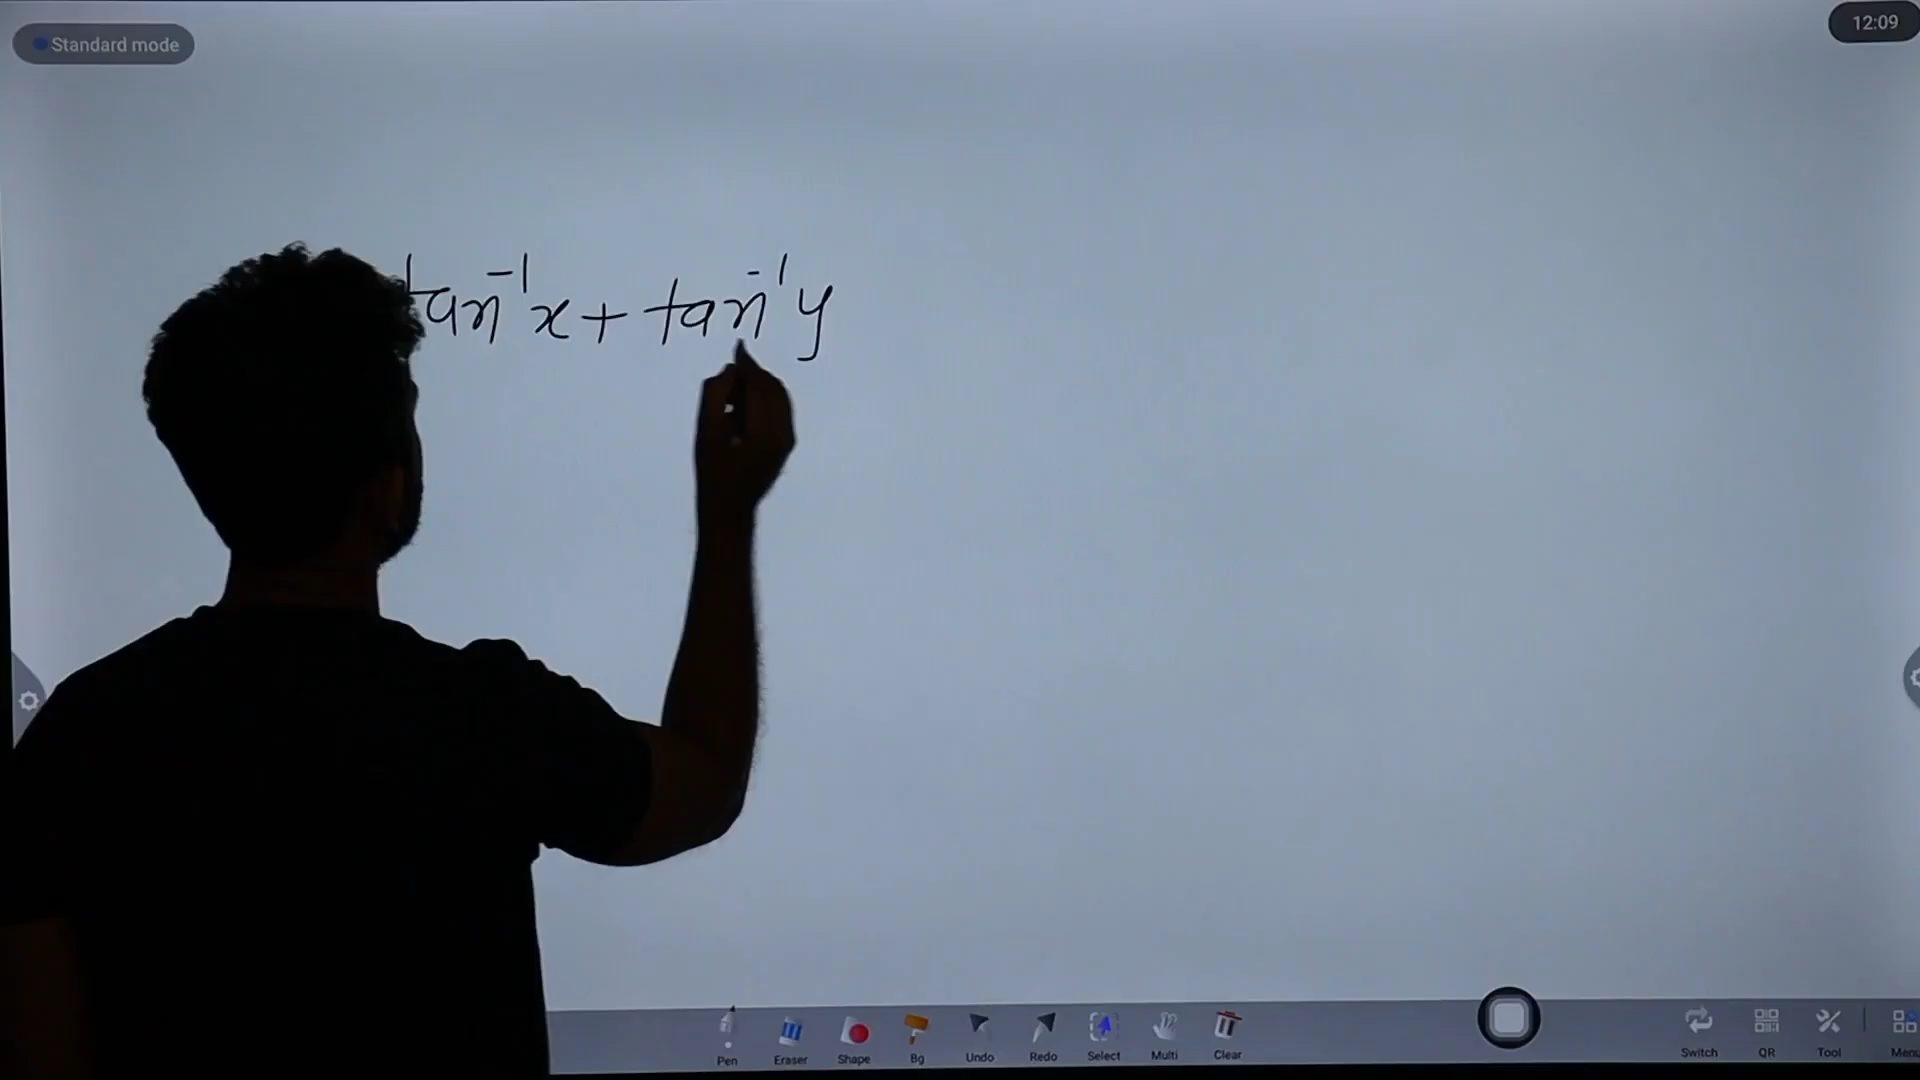 Standard mode
12:09
tan⁻¹x + tan⁻¹y
Pen Eraser Shape Bg Undo Redo Select Multi Clear Switch QR Tool Menu